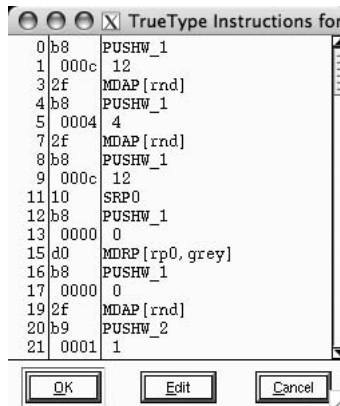 TrueType Instructions for
0 b8 PUSHW_1
1 000c 12
3 2f MDAP[rnd]
4 b8 PUSHW_1
5 0004 4
7 2f MDAP[rnd]
8 b8 PUSHW_1
9 000c 12
11 10 SRP0
12 b8 PUSHW_1
13 0000 0
15 d0 MDRP[rp0,grey]
16 b8 PUSHW_1
17 0000 0
19 2f MDAP[rnd]
20 b9 PUSHW_2
21 0001 1
OK Edit Cancel